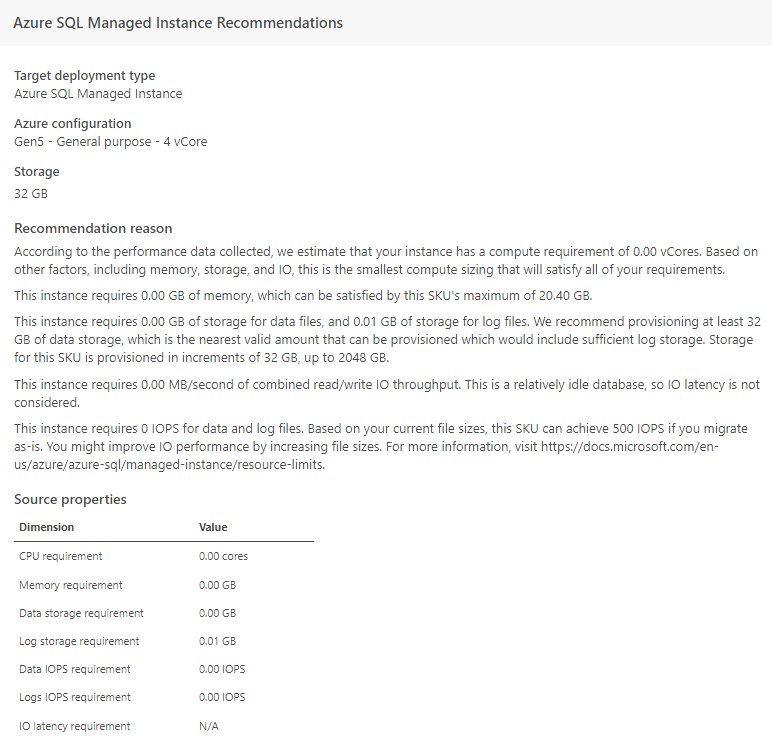 Azure SQL Managed Instance Recommendations
Target deployment type
Azure SQL Managed Instance
Azure configuration
Gen5 - General purpose - 4 vCore
Storage
32 GB
Recommendation reason
According to the performance data collected, we estimate that your instance has a compute requirement of 0.00 vCores. Based on
other factors, including memory, storage, and IO, this is the smallest compute sizing that will satisfy all of your requirements.
This instance requires 0.00 GB of memory, which can be satisfied by this SKU's maximum of 20.40 GB.
This instance requires 0.00 GB of storage for data files, and 0.01 GB of storage for log files. We recommend provisioning at least 32
GB of data storage, which is the nearest valid amount that can be provisioned which would include sufficient log storage. Storage
for this SKU is provisioned in increments of 32 GB, up to 2048 GB.
This instance requires 0.00 MB/second of combined read/write IO throughput. This is a relatively idle database, so IO latency is not
considered.
This instance requires 0 IOPS for data and log files. Based on your current file sizes, this SKU can achieve 500 IOPS if you migrate
as-is. You might improve IO performance by increasing file sizes. For more information, visit https://docs.microsoft.com/en-
us/azure/azure-sql/managed-instance/resource-limits.
Source properties
Dimension Value
CPU requirement 0.00 cores
Memory requirement 0.00 GB
Data storage requirement 0.00 GB
Log storage requirement 0.01 GB
Data IOPS requirement 0.00 IOPS
Logs IOPS requirement 0.00 IOPS
IO latency requirement N/A